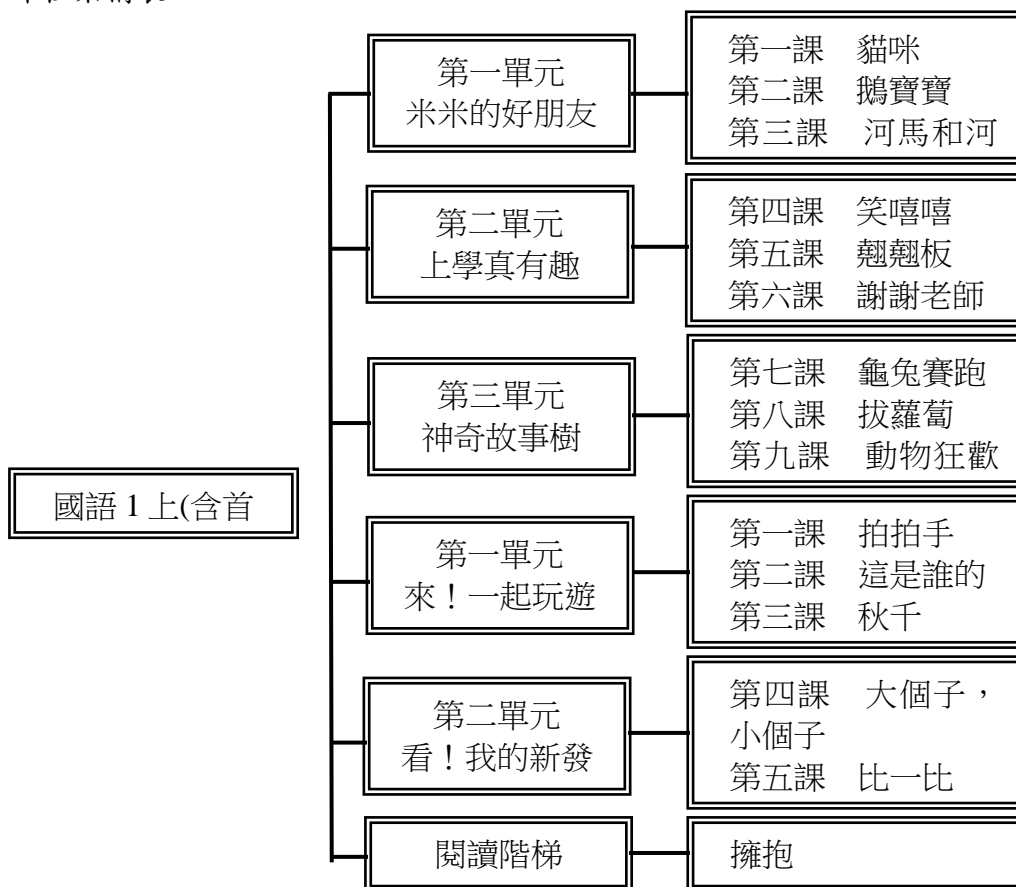 第一單元
米米的好朋友
第一課 貓咪
第二課 鵝寶寶
第三課 河馬和河
第二單元
上學真有趣
第四課 笑嘻嘻
第五課 翹翹板
第六課 謝謝老師
第三單元
神奇故事樹
第七課 龜兔賽跑
第八課 拔蘿蔔
第九課 動物狂歡
國語 1 上(含首
第一單元
來！一起玩遊
第一課 拍拍手
第二課 這是誰的
第三課 秋千
第二單元
看！我的新發
第四課 大個子，
小個子
第五課 比一比
閱讀階梯
擁抱